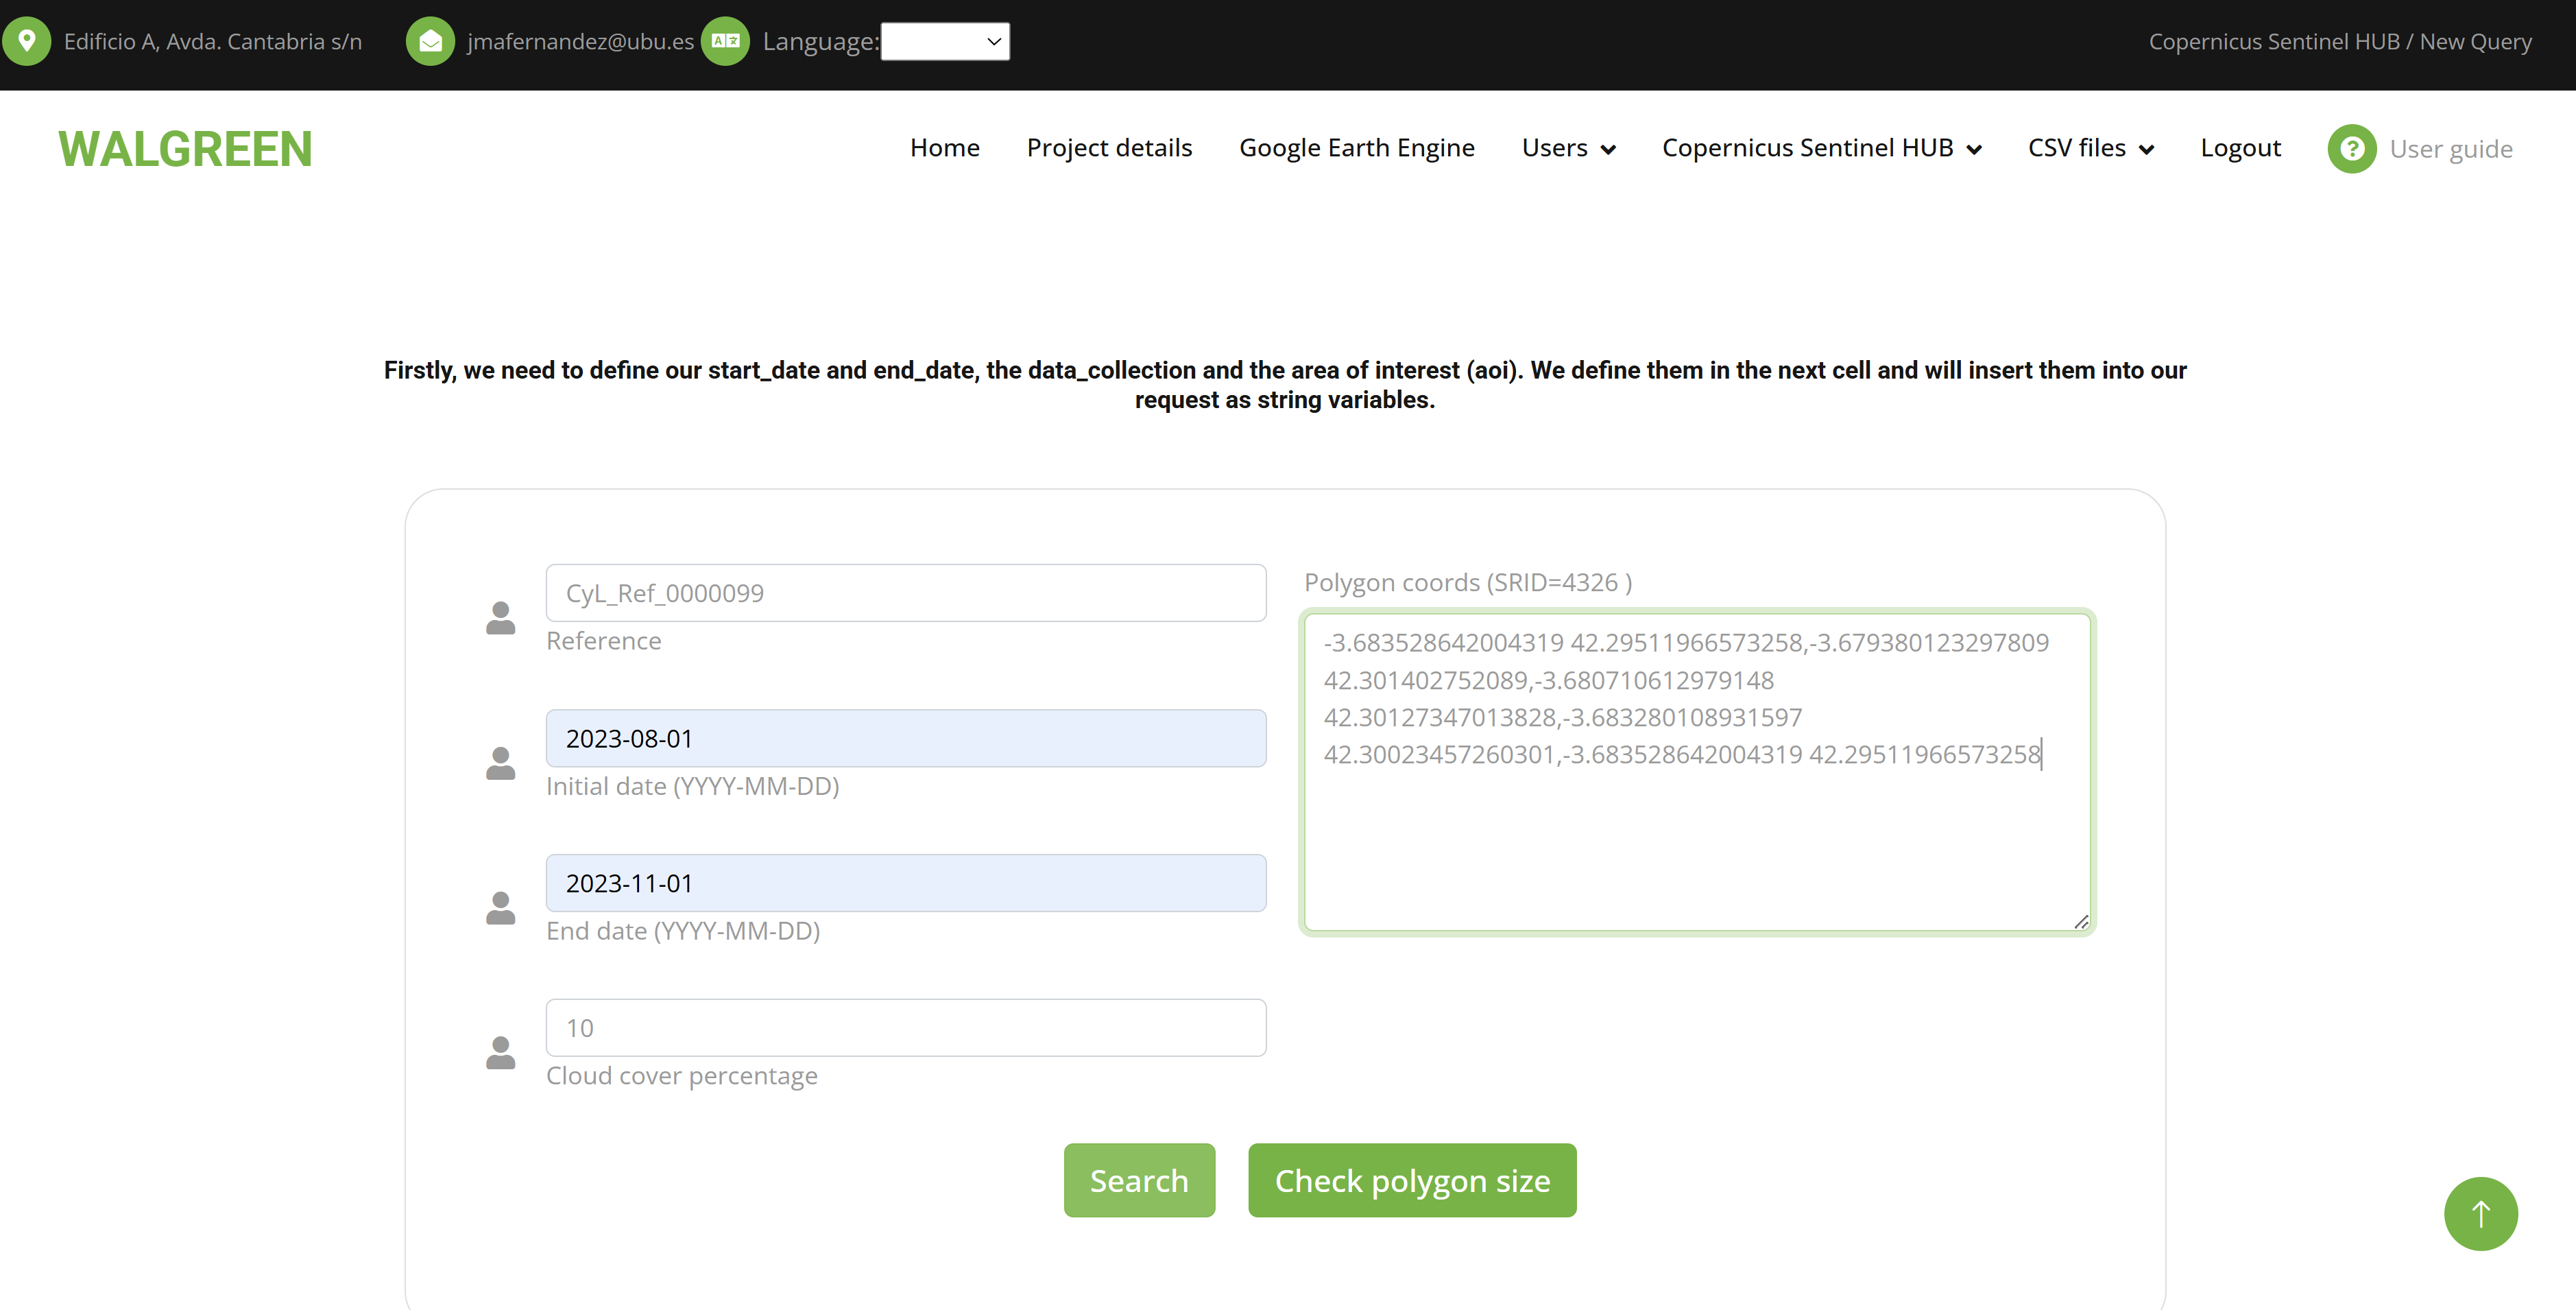 Edificio A, Avda. Cantabria s/n
jmafernandez@ubu.es
Language:
Copernicus Sentinel HUB / New Query
WALGREEN
Home
Project details
Google Earth Engine
Users
Copernicus Sentinel HUB
CSV files
Logout
User guide
Firstly, we need to define our start_date and end_date, the data_collection and the area of interest (aoi). We define them in the next cell and will insert them into our
request as string variables.
CyL_Ref_0000099
Reference
2023-08-01
Initial date (YYYY-MM-DD)
2023-11-01
End date (YYYY-MM-DD)
10
Cloud cover percentage
Polygon coords (SRID=4326 )
-3.683528642004319 42.29511966573258,-3.679380123297809
42.301402752089,-3.680710612979148
42.30127347013828,-3.683280108931597
42.30023457260301,-3.683528642004319 42.29511966573258
Search
Check polygon size